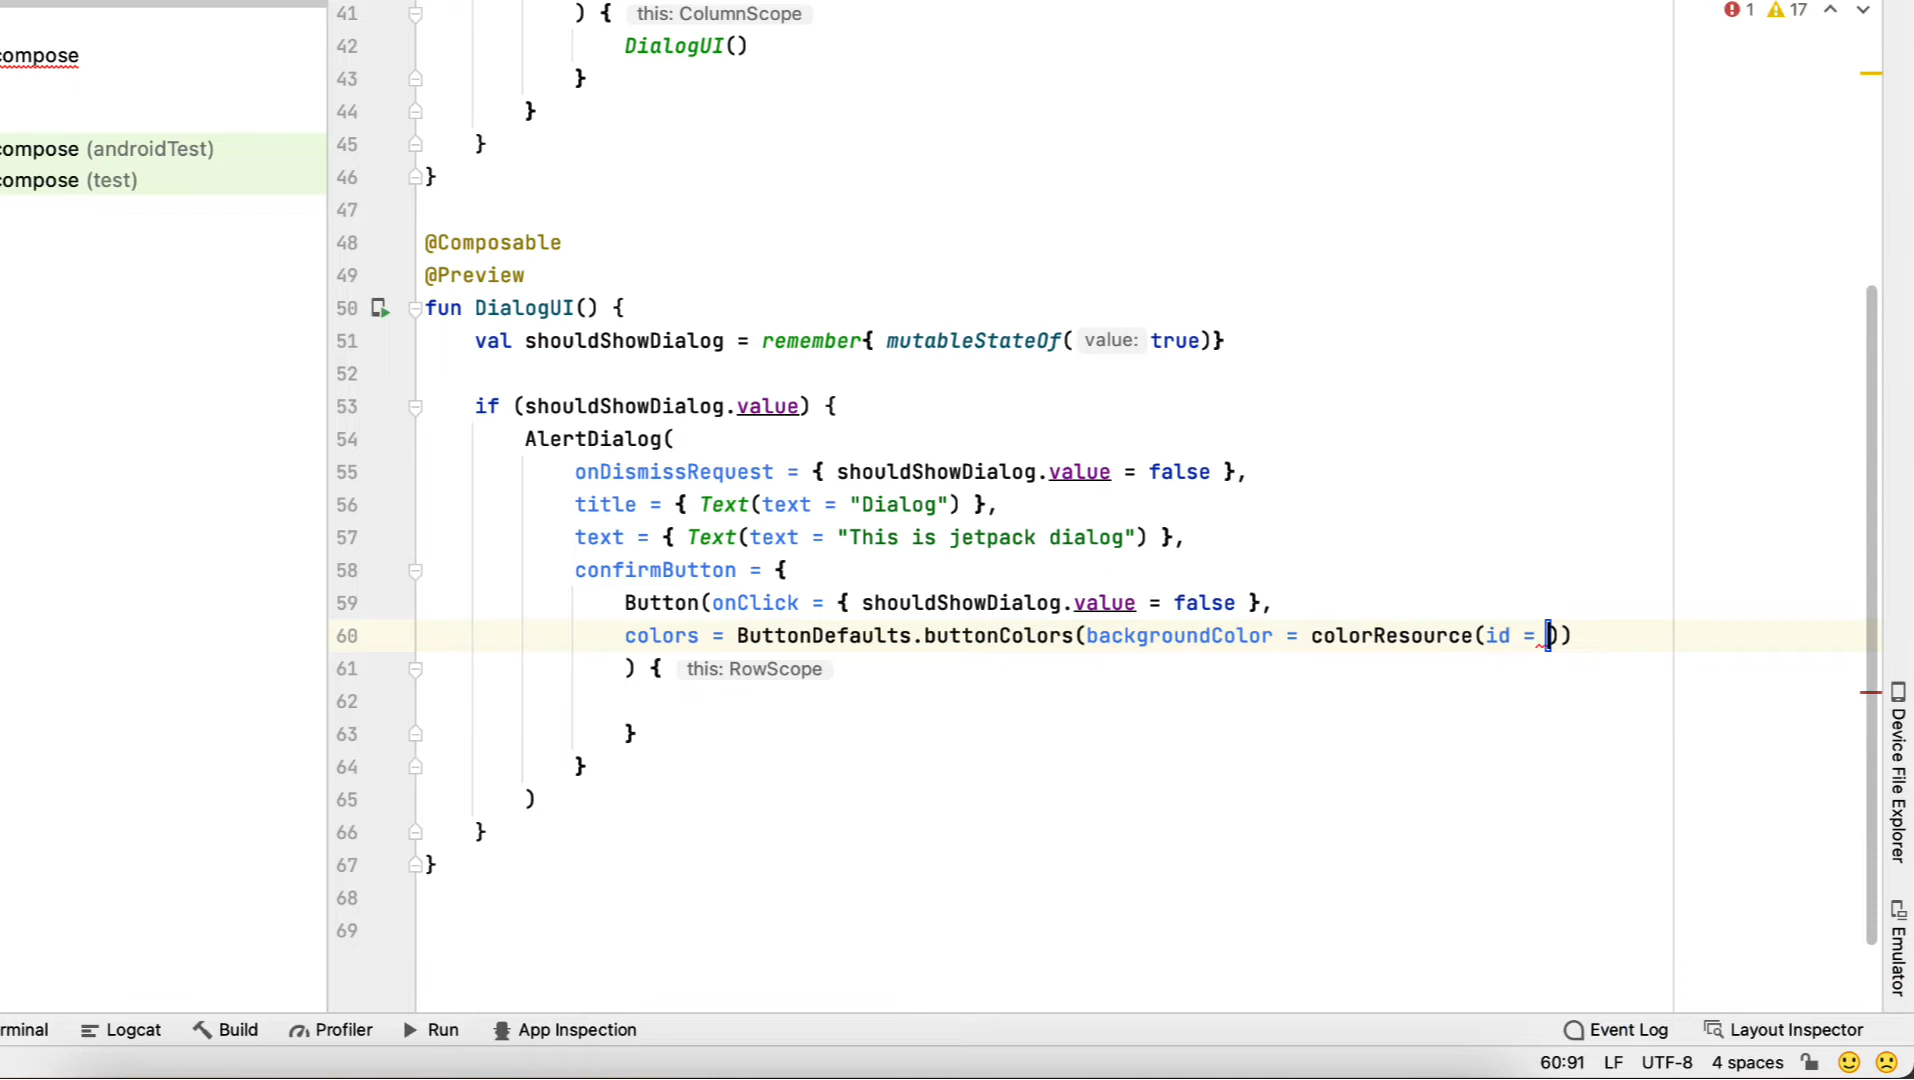 41 ) { this: ColumnScope
1 17
compose
42 DialogUI()
43 }
44 }
45 }
compose (androidTest)
46 }
compose (test)
47
48 @Composable
49 @Preview
50 fun DialogUI() {
51 val shouldShowDialog = remember{ mutableStateOf( value: true)}
52
53 if (shouldShowDialog.value) {
54 AlertDialog(
55 onDismissRequest = { shouldShowDialog.value = false },
56 title = { Text(text = "Dialog") },
57 text = { Text(text = "This is jetpack dialog") },
58 confirmButton = {
59 Button(onClick = { shouldShowDialog.value = false },
60 colors = ButtonDefaults.buttonColors(backgroundColor = colorResource(id = ))
61 ) { this: RowScope
62
63 }
64 }
65 )
66 }
67 }
68
69
Device File Explorer
Emulator
rminal Logcat Build Profiler Run App Inspection Event Log Layout Inspector
60:91 LF UTF-8 4 spaces